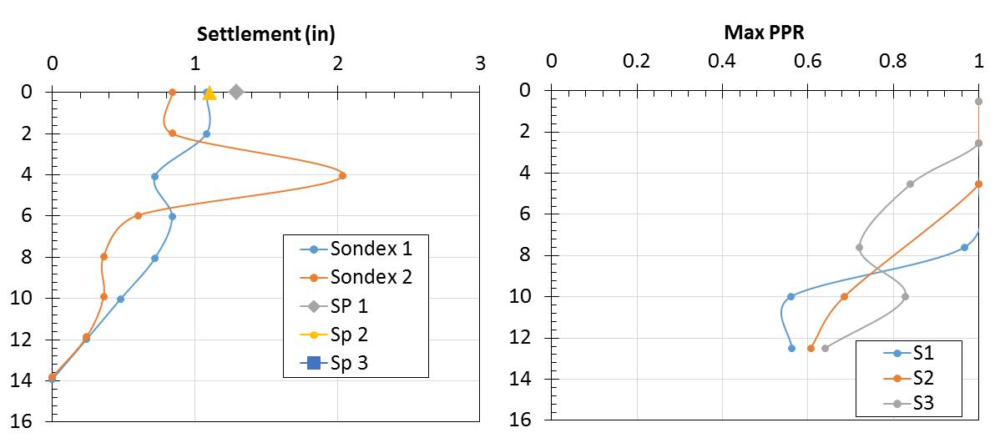 Settlement (in)
0 1 2 3
0
2
4
6
8
10
12
14
16
Sondex 1
Sondex 2
SP 1
Sp 2
Sp 3
Max PPR
0 0.2 0.4 0.6 0.8 1
0
2
4
6
8
10
12
14
16
S1
S2
S3